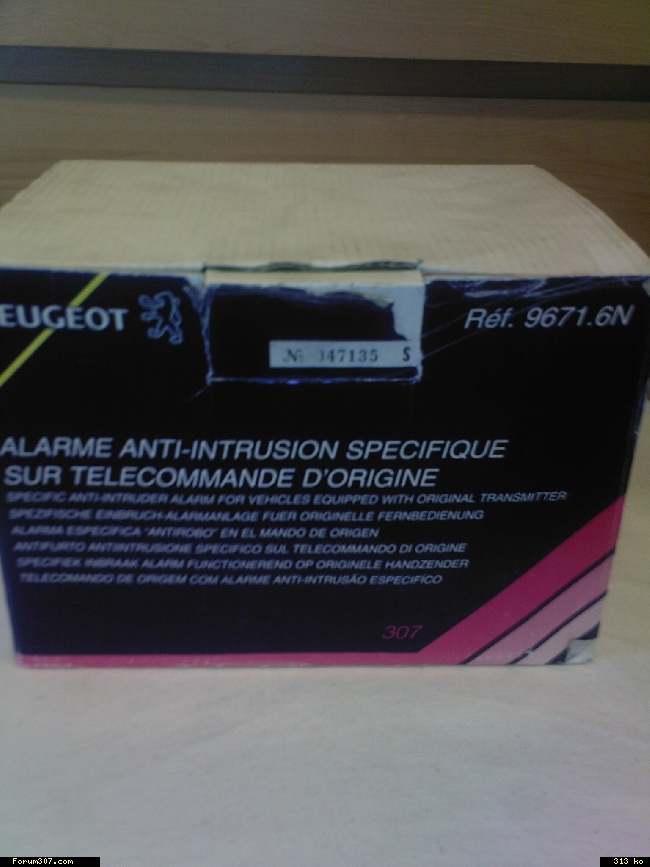 EUGEOT
Réf. 9671.6N
№ 047135 S
ALARME ANTI-INTRUSION SPECIFIQUE
SUR TELECOMMANDE D'ORIGINE
SPECIFIC ANTI-INTRUDER ALARM FOR VEHICLES EQUIPPED WITH ORIGINAL TRANSMITTER
SPEZIFISCHE EINBRUCH-ALARMANLAGE FUER ORIGINELLE FERNBEDIENUNG
ALARMA ESPECIFICA "ANTIROBO" EN EL MANDO DE ORIGEN
ANTIFURTO ANTIINTRUSIONE SPECIFICO SUL TELECOMMANDO DI ORIGINE
SPECIFIEK INBRAAK ALARM FUNCTIONEREND OP ORIGINELE HANDZENDER
TELECOMANDO DE ORIGEM COM ALARME ANTI-INTRUSÃO ESPECIFÍCO
307
Forum307.com
313 ko